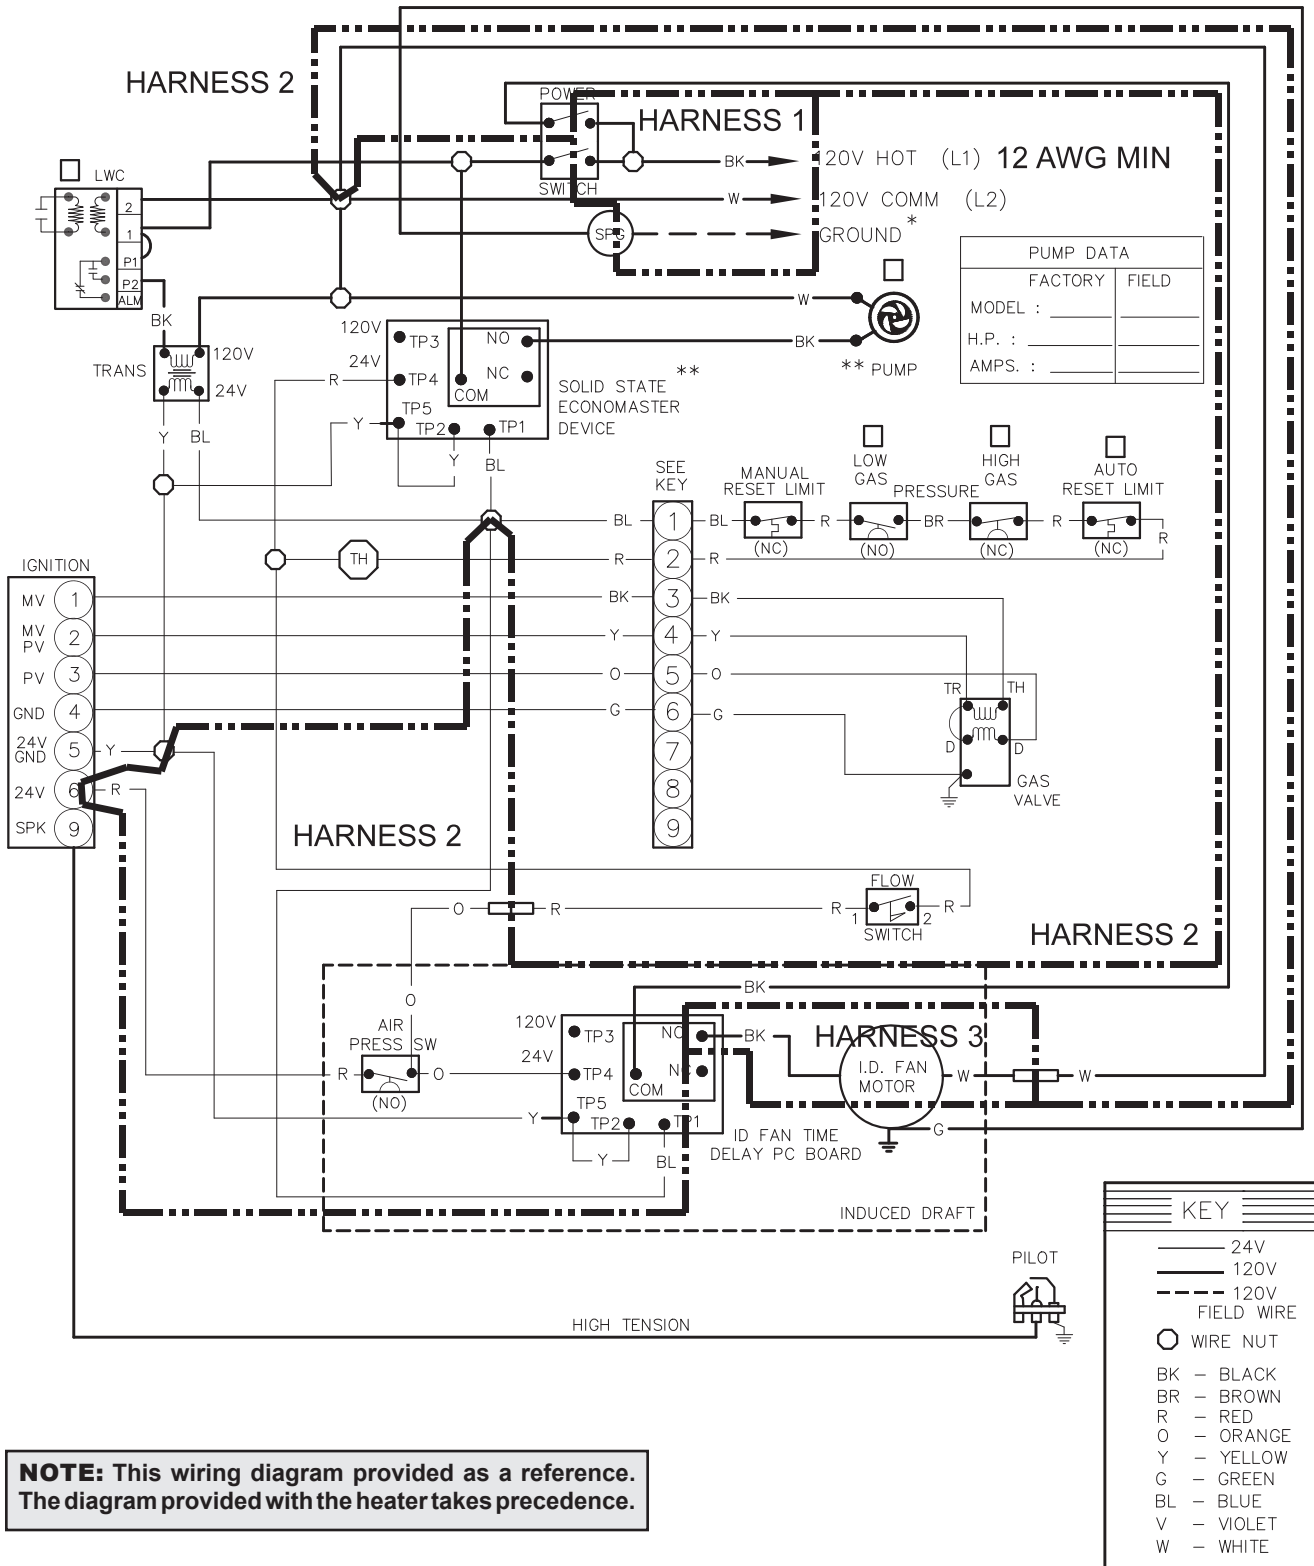 HARNESS 2
POWER
HARNESS 1
BK
120V HOT (L1) 12 AWG MIN
SWITCH
LWC
2
1
P1
P2
ALM
W
120V COMM (L2)
SPG
GROUND *
PUMP DATA
FACTORY FIELD
MODEL :
H.P. :
AMPS. :
W
BK
** PUMP
BK
TRANS
120V
24V
Y BL
120V
TP3
24V
R
TP4
NO
NC
COM
TP5
Y
TP2
TP1
Y
BL
SOLID STATE **
ECONOMASTER
DEVICE
SEE
KEY
MANUAL
RESET LIMIT
LOW
GAS
PRESSURE
HIGH
GAS
AUTO
RESET LIMIT
BL 1 BL R BR R R
(NC) (NO) (NC) (NC)
TH
R 2 R
BK 3 BK
Y 4 Y
O 5 O
G 6 G
7
8
9
IGNITION
MV 1
MV
PV 2
PV 3
GND 4
24V
GND 5 Y
24V 6 R
SPK 9
TR TH
D D
GAS
VALVE
HARNESS 2
FLOW
O R R 1 2 R
SWITCH
HARNESS 2
O
BK
AIR
PRESS SW
R O
(NO)
120V
TP3
24V
TP4
NO
NC
COM
TP5
Y
TP2
TP1
Y
BL
BK
HARNESS 3
I.D. FAN
MOTOR
W W
G
ID FAN TIME
DELAY PC BOARD
INDUCED DRAFT
PILOT
HIGH TENSION
KEY
24V
120V
120V
FIELD WIRE
WIRE NUT
BK – BLACK
BR – BROWN
R – RED
O – ORANGE
Y – YELLOW
G – GREEN
BL – BLUE
V – VIOLET
W – WHITE
NOTE: This wiring diagram provided as a reference.
The diagram provided with the heater takes precedence.